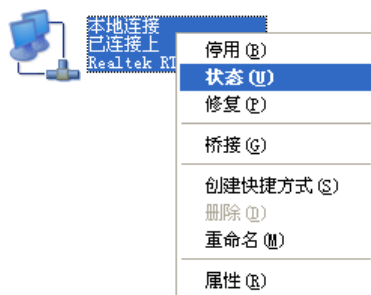 本地连接
已连接上
Realtek RT
停用(B)
状态(U)
修复(P)
桥接(G)
创建快捷方式(S)
删除(D)
重命名(M)
属性(R)